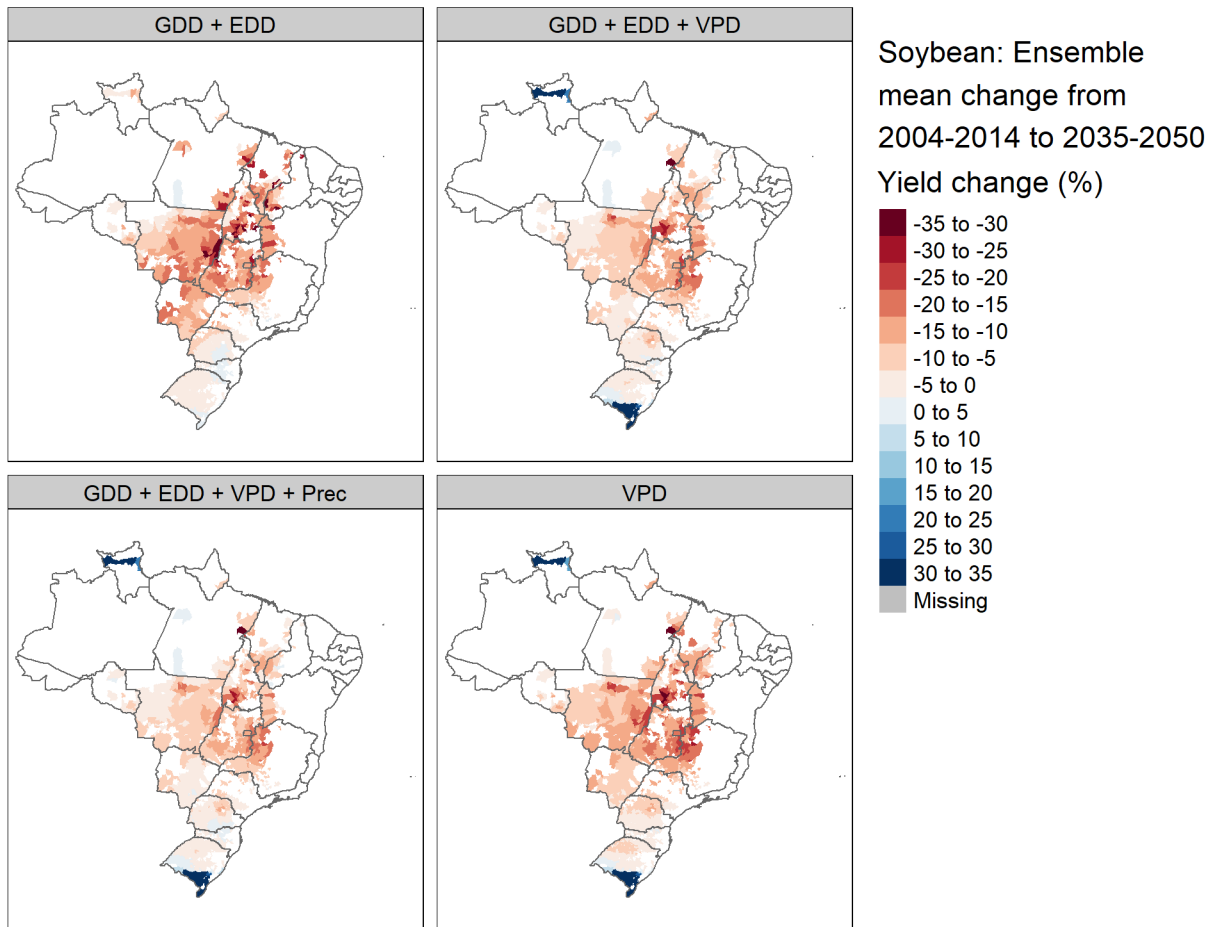 GDD + EDD
GDD + EDD + VPD
GDD + EDD + VPD + Prec
VPD
Soybean: Ensemble
mean change from
2004-2014 to 2035-2050
Yield change (%)
-35 to -30
-30 to -25
-25 to -20
-20 to -15
-15 to -10
-10 to -5
-5 to 0
0 to 5
5 to 10
10 to 15
15 to 20
20 to 25
25 to 30
30 to 35
Missing